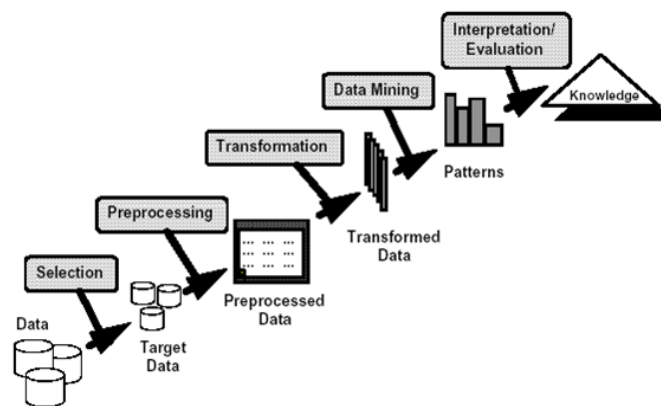 Interpretation/
Evaluation
Data Mining
Knowledge
Transformation
Patterns
Preprocessing
Transformed
Data
Selection
... ... ...
... ... ...
... ... ...
Preprocessed
Data
Data
Target
Data